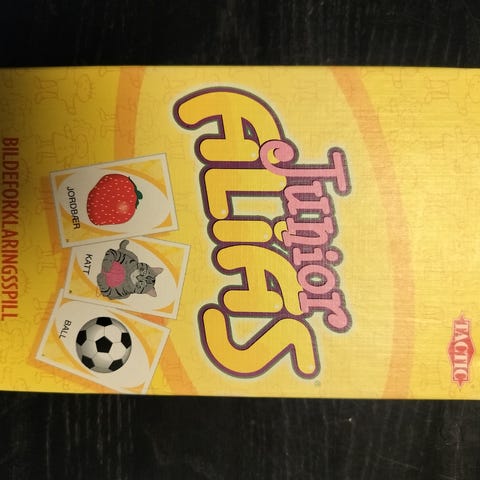 TACTIC
Junior
ALIAS
®
JORDBÆR
KATT
BALL
BILDEFORKLARINGSSPILL